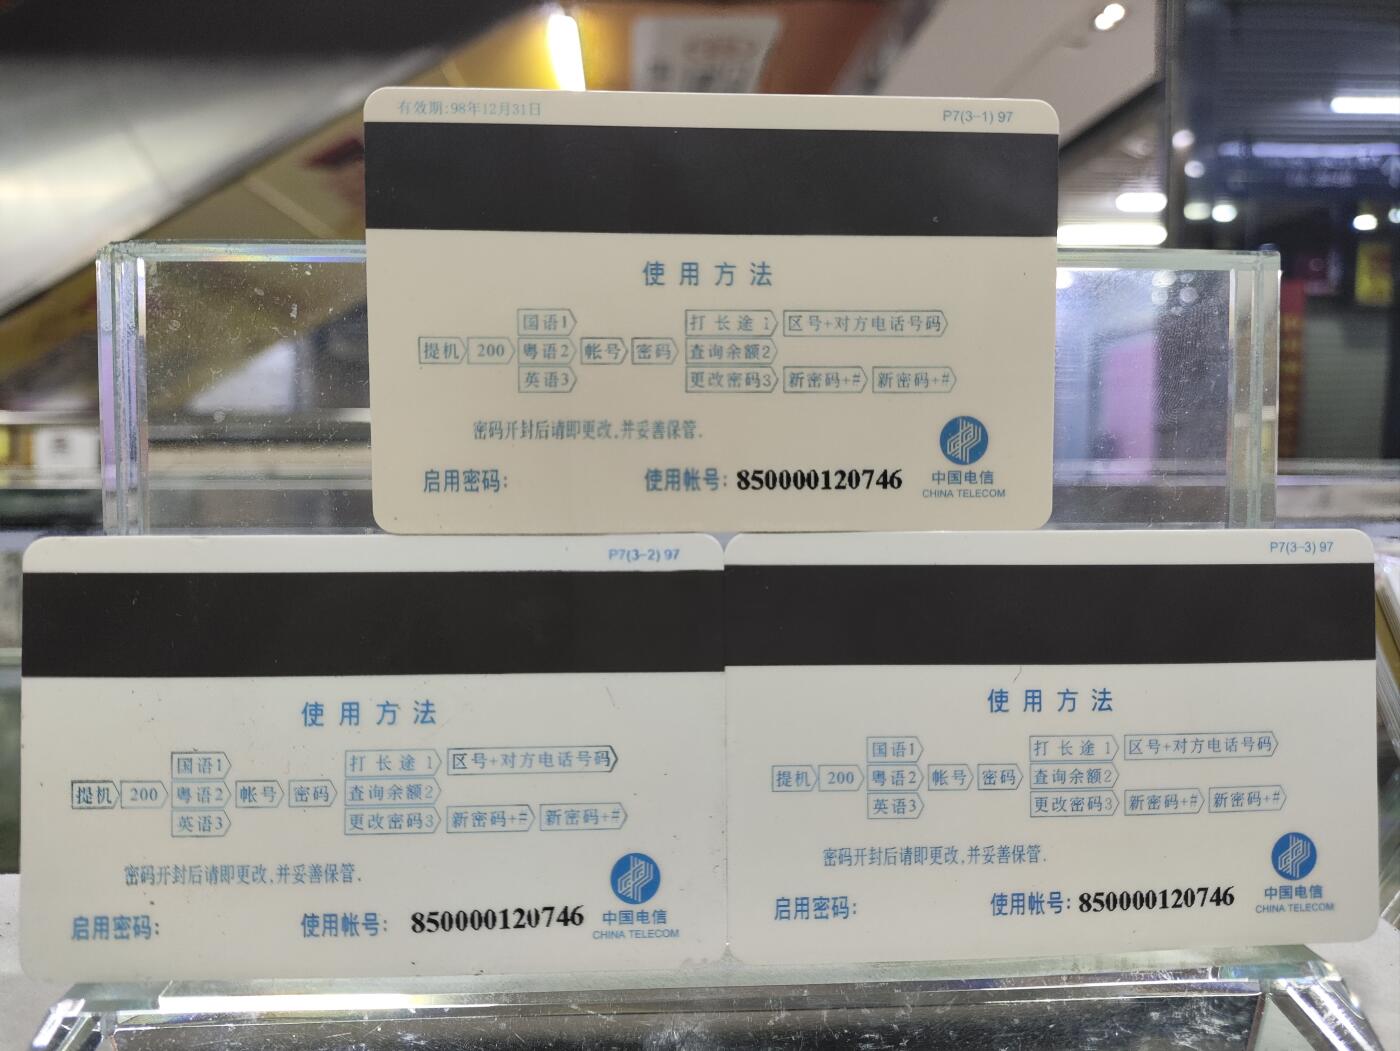 有效期:98年12月31日
P7(3-1) 97
使用方法
国语1
打长途1 区号+对方电话号码
提机 200 粤语2 帐号 密码 查询余额2
英语3
更改密码3 新密码+# 新密码+#
密码开封后请即更改,并妥善保管.
启用密码:
使用帐号: 850000120746
中国电信
CHINA TELECOM
P7(3-2) 97
使用方法
国语1
打长途1 区号+对方电话号码
提机 200 粤语2 帐号 密码 查询余额2
英语3
更改密码3 新密码+# 新密码+#
密码开封后请即更改,并妥善保管.
启用密码:
使用帐号: 850000120746
中国电信
CHINA TELECOM
P7(3-3) 97
使用方法
国语1
打长途1 区号+对方电话号码
提机 200 粤语2 帐号 密码 查询余额2
英语3
更改密码3 新密码+# 新密码+#
密码开封后请即更改,并妥善保管.
启用密码:
使用帐号: 850000120746
中国电信
CHINA TELECOM